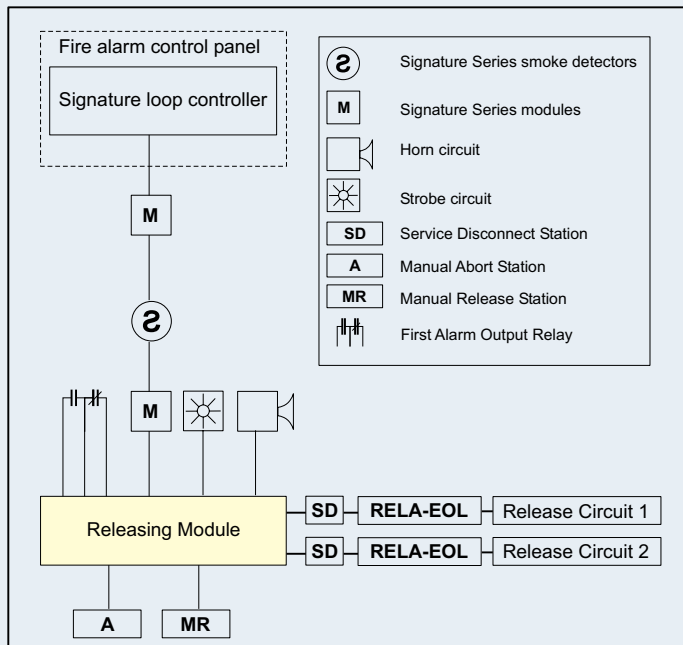 Fire alarm control panel
Signature loop controller
M
S
M
Releasing Module
SD
RELA-EOL
Release Circuit 1
SD
RELA-EOL
Release Circuit 2
A
MR
S
Signature Series smoke detectors
M
Signature Series modules
Horn circuit
Strobe circuit
SD
Service Disconnect Station
A
Manual Abort Station
MR
Manual Release Station
First Alarm Output Relay